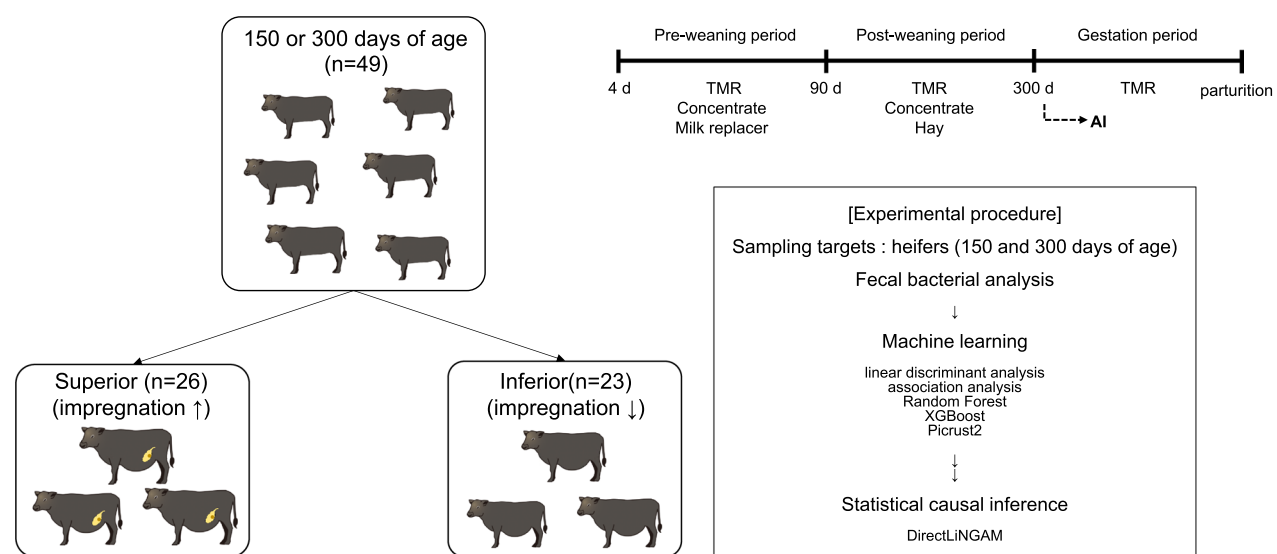 150 or 300 days of age
(n=49)
Superior (n=26)
(impregnation ↑)
Inferior(n=23)
(impregnation ↓)
Pre-weaning period
Post-weaning period
Gestation period
4 d
90 d
300 d
parturition
TMR
Concentrate
Milk replacer
TMR
Concentrate
Hay
TMR
AI
[Experimental procedure]
Sampling targets : heifers (150 and 300 days of age)
Fecal bacterial analysis
↓
Machine learning
linear discriminant analysis
association analysis
Random Forest
XGBoost
Picrust2
↓
↓
Statistical causal inference
DirectLiNGAM